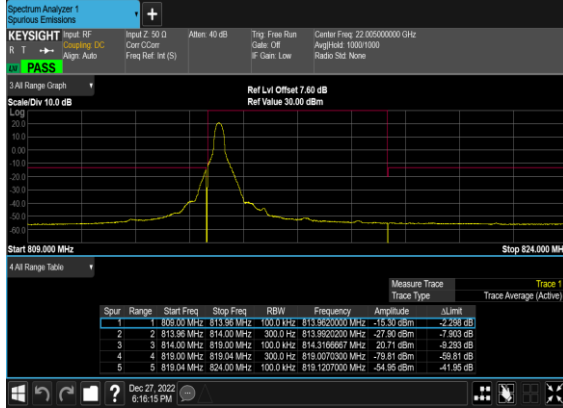 Spectrum Analyzer 1
Spurious Emissions
KEYSIGHT Input: RF Input Z: 50 Ω Atten: 40 dB Trig: Free Run Center Freq: 22.005000000 GHz
R T Coupling: DC Corr CCorr Gate: Off Avg|Hold: 1000/1000
Align: Auto Freq Ref: Int (S) IF Gain: Low Radio Std: None
PASS
3 All Range Graph
Ref Lvl Offset 7.60 dB
Scale/Div 10.0 dB Ref Value 30.00 dBm
Log
20.0
10.0
0.00
-10.0
-20.0
-30.0
-40.0
-50.0
-60.0
Start 809.000 MHz Stop 824.000 MH
4 All Range Table
Measure Trace Trace 1
Trace Type Trace Average (Active)
Spur Range Start Freq Stop Freq RBW Frequency Amplitude ΔLimit
1 1 809.00 MHz 813.96 MHz 100.0 kHz 813.9620000 MHz -15.30 dBm -2.298 dB
2 2 813.96 MHz 814.00 MHz 300.0 Hz 813.9920200 MHz -27.90 dBm -7.903 dB
3 3 814.00 MHz 819.00 MHz 100.0 kHz 814.3166667 MHz 20.71 dBm -9.293 dB
4 4 819.00 MHz 819.04 MHz 300.0 Hz 819.0070300 MHz -79.81 dBm -59.81 dB
5 5 819.04 MHz 824.00 MHz 100.0 kHz 819.1207000 MHz -54.95 dBm -41.95 dB
Dec 27, 2022
6:16:15 PM